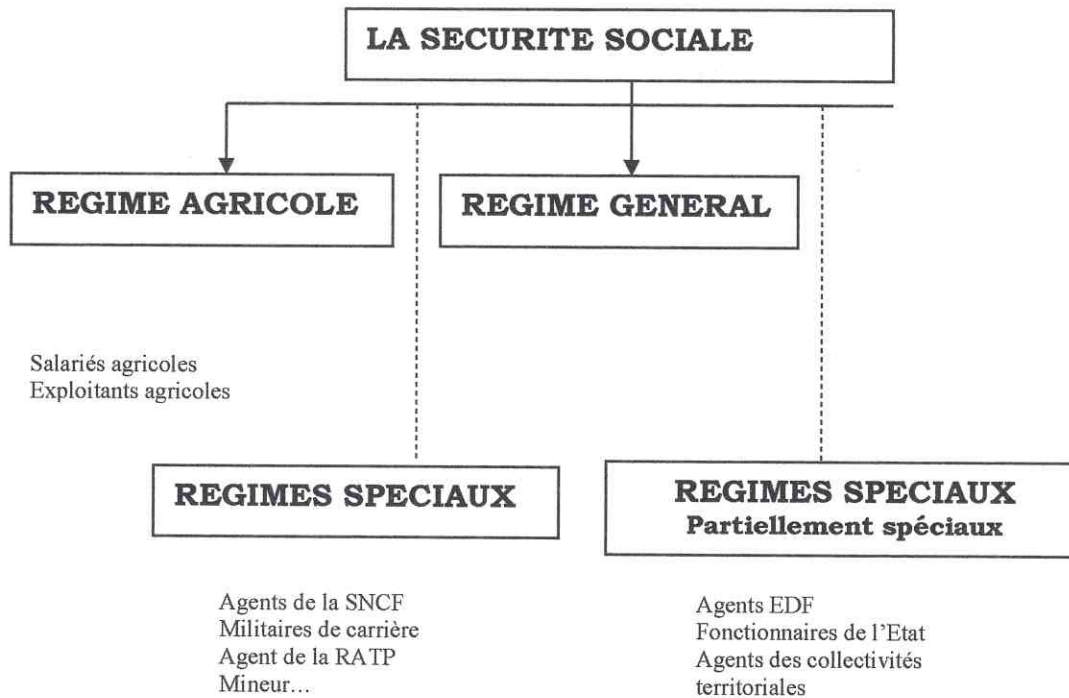 LA SECURITE SOCIALE
REGIME AGRICOLE
REGIME GENERAL
Salariés agricoles
Exploitants agricoles
REGIMES SPECIAUX
REGIMES SPECIAUX
Partiellement spéciaux
Agents de la SNCF
Militaires de carrière
Agent de la RATP
Mineur…
Agents EDF
Fonctionnaires de l'Etat
Agents des collectivités
territoriales